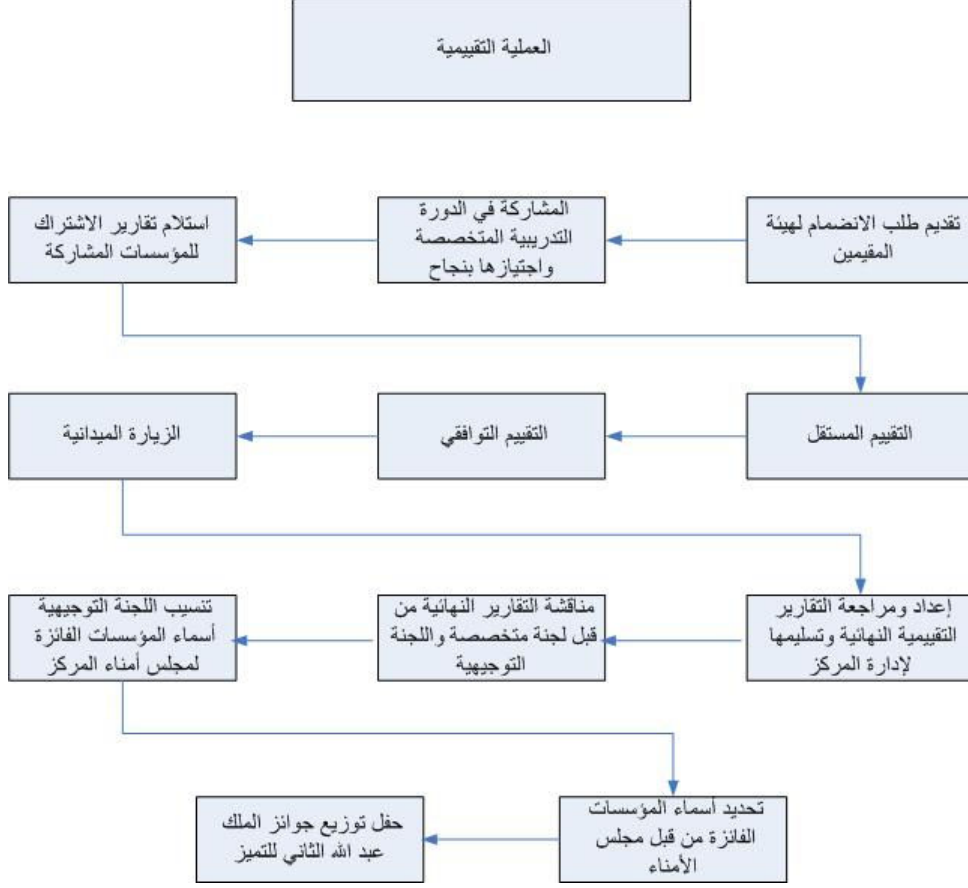 العملية التقييمية
تقديم طلب الانضمام لهيئة
المقيمين
المشاركة في الدورة
التدريبية المتخصصة
واجتيازها بنجاح
استلام تقارير الاشتراك
للمؤسسات المشاركة
التقييم المستقل
التقييم التوافقي
الزيارة الميدانية
إعداد ومراجعة التقارير
التقييمية النهائية وتسليمها
لإدارة المركز
مناقشة التقارير النهائية من
قبل لجنة متخصصة واللجنة
التوجيهية
تنسيب اللجنة التوجيهية
أسماء المؤسسات الفائزة
لمجلس أمناء المركز
تحديد أسماء المؤسسات
الفائزة من قبل مجلس
الأمناء
حفل توزيع جوائز الملك
عبد الله الثاني للتميز